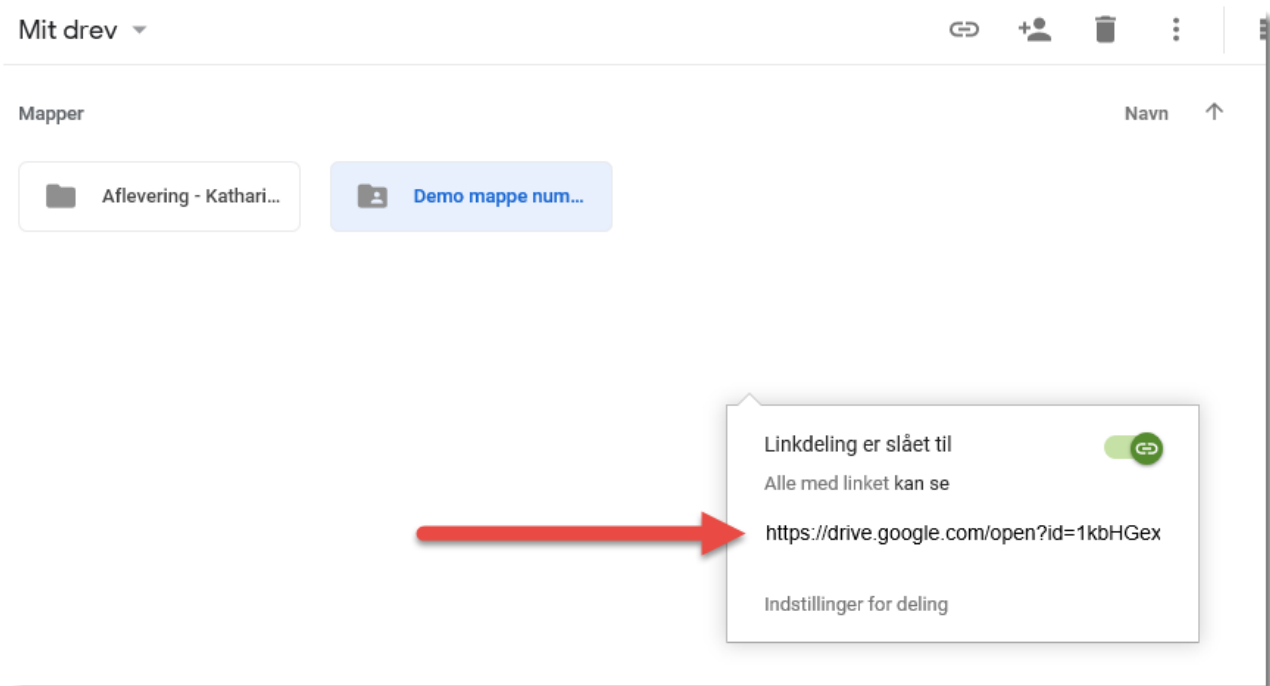 Mit drev
Mapper
Navn
Aflevering - Kathari...
Demo mappe num...
Linkdeling er slået til
Alle med linket kan se
https://drive.google.com/open?id=1kbHGex
Indstillinger for deling